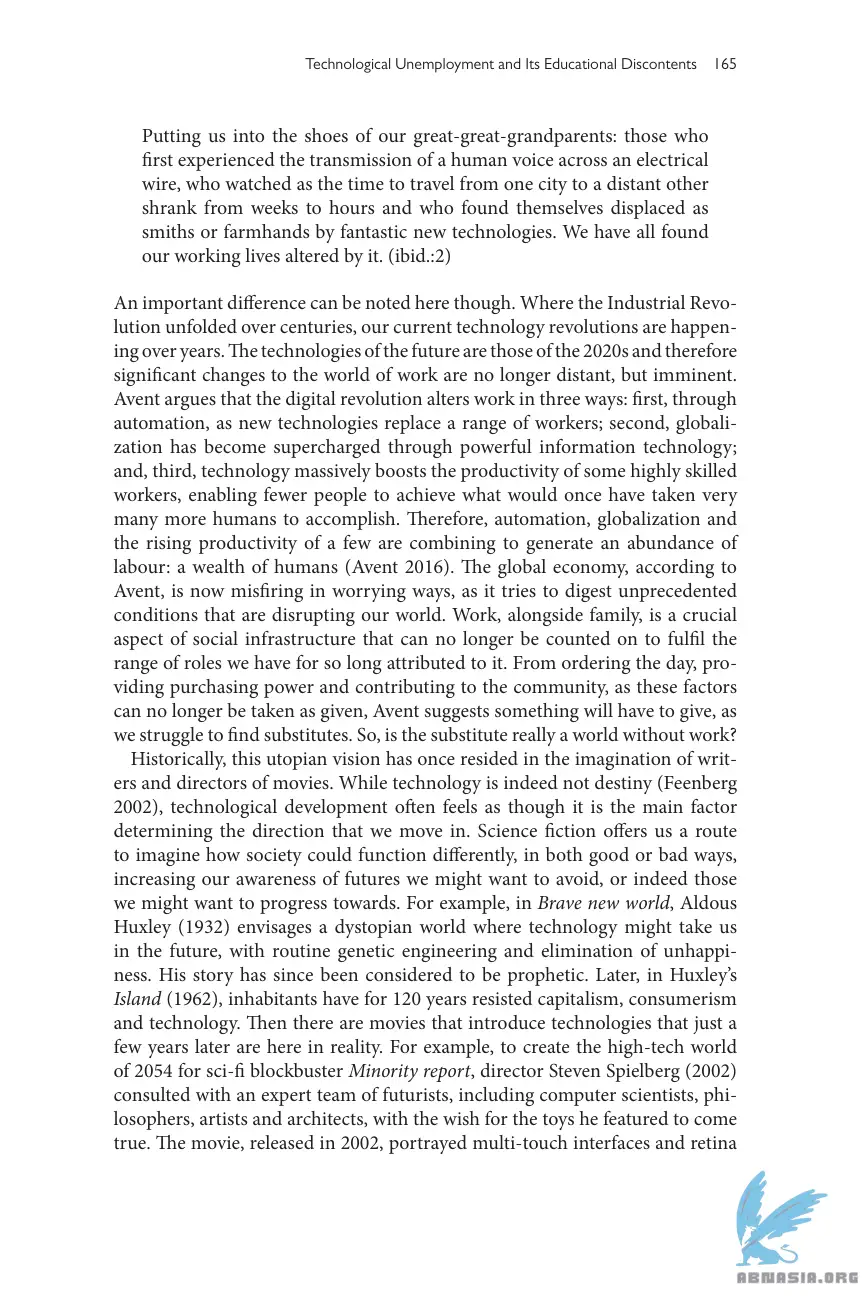 Technological Unemployment and Its Educational Discontents 165
Putting us into the shoes of our great-great-grandparents: those who
first experienced the transmission of a human voice across an electrical
wire, who watched as the time to travel from one city to a distant other
shrank from weeks to hours and who found themselves displaced as
smiths or farmhands by fantastic new technologies. We have all found
our working lives altered by it. (ibid.:2)
An important difference can be noted here though. Where the Industrial Revo-
lution unfolded over centuries, our current technology revolutions are happen-
ing over years. The technologies of the future are those of the 2020s and therefore
significant changes to the world of work are no longer distant, but imminent.
Avent argues that the digital revolution alters work in three ways: first, through
automation, as new technologies replace a range of workers; second, globali-
zation has become supercharged through powerful information technology;
and, third, technology massively boosts the productivity of some highly skilled
workers, enabling fewer people to achieve what would once have taken very
many more humans to accomplish. Therefore, automation, globalization and
the rising productivity of a few are combining to generate an abundance of
labour: a wealth of humans (Avent 2016). The global economy, according to
Avent, is now misfiring in worrying ways, as it tries to digest unprecedented
conditions that are disrupting our world. Work, alongside family, is a crucial
aspect of social infrastructure that can no longer be counted on to fulfil the
range of roles we have for so long attributed to it. From ordering the day, pro-
viding purchasing power and contributing to the community, as these factors
can no longer be taken as given, Avent suggests something will have to give, as
we struggle to find substitutes. So, is the substitute really a world without work?
Historically, this utopian vision has once resided in the imagination of writ-
ers and directors of movies. While technology is indeed not destiny (Feenberg
2002), technological development often feels as though it is the main factor
determining the direction that we move in. Science fiction offers us a route
to imagine how society could function differently, in both good or bad ways,
increasing our awareness of futures we might want to avoid, or indeed those
we might want to progress towards. For example, in Brave new world, Aldous
Huxley (1932) envisages a dystopian world where technology might take us
in the future, with routine genetic engineering and elimination of unhappi-
ness. His story has since been considered to be prophetic. Later, in Huxley's
Island (1962), inhabitants have for 120 years resisted capitalism, consumerism
and technology. Then there are movies that introduce technologies that just a
few years later are here in reality. For example, to create the high-tech world
of 2054 for sci-fi blockbuster Minority report, director Steven Spielberg (2002)
consulted with an expert team of futurists, including computer scientists, phi-
losophers, artists and architects, with the wish for the toys he featured to come
true. The movie, released in 2002, portrayed multi-touch interfaces and retina
ABNASIA.ORG